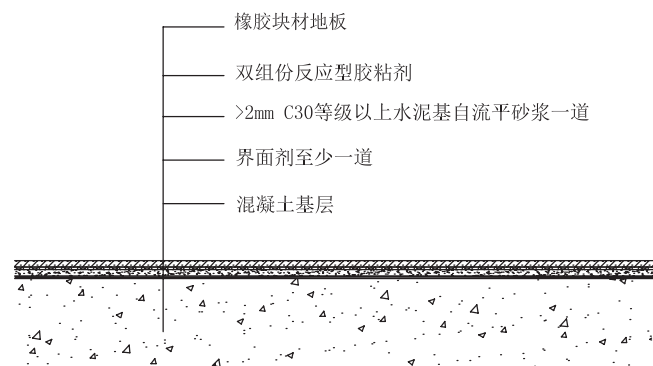 橡胶块材地板
双组份反应型胶粘剂
>2mm C30等级以上水泥基自流平砂浆一道
界面剂至少一道
混凝土基层